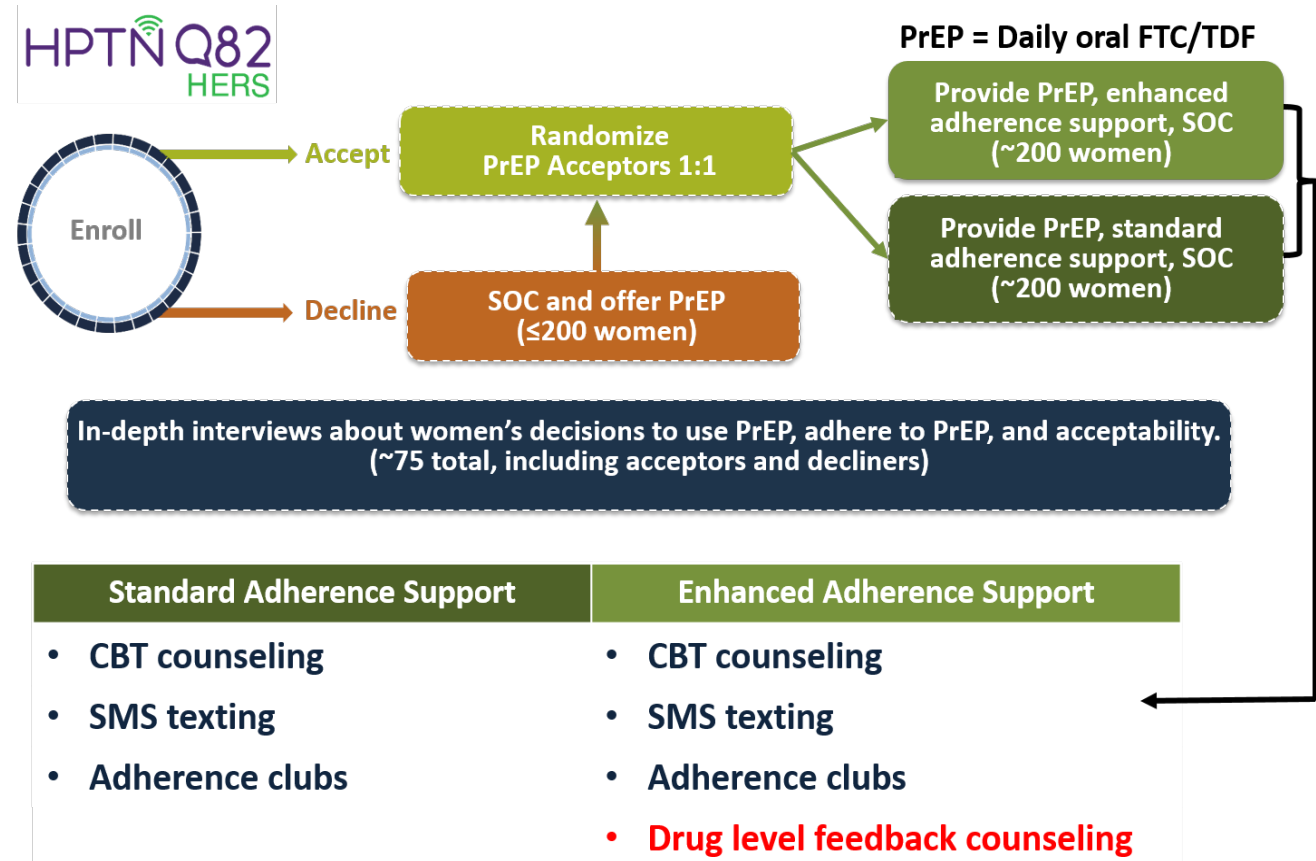 HPTN Q82
HERS
PrEP = Daily oral FTC/TDF
Enroll
Accept
Randomize
PrEP Acceptors 1:1
Provide PrEP, enhanced
adherence support, SOC
(~200 women)
Provide PrEP, standard
adherence support, SOC
(~200 women)
Decline
SOC and offer PrEP
(≤200 women)
In-depth interviews about women’s decisions to use PrEP, adhere to PrEP, and acceptability.
(~75 total, including acceptors and decliners)
Standard Adherence Support
• CBT counseling
• SMS texting
• Adherence clubs
Enhanced Adherence Support
• CBT counseling
• SMS texting
• Adherence clubs
• Drug level feedback counseling